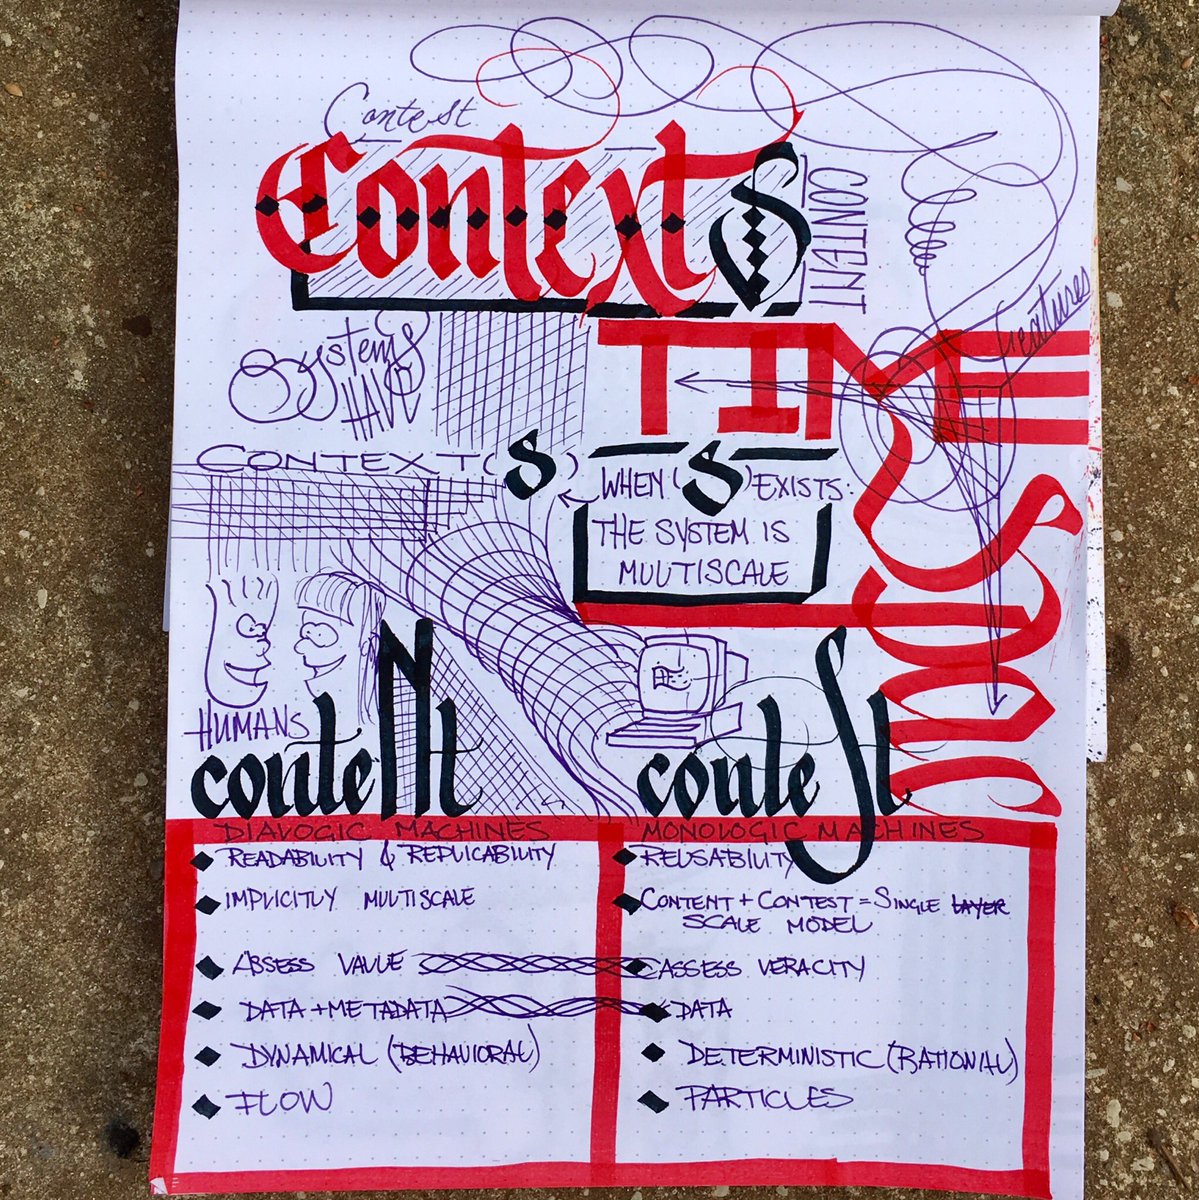 Contest
ContextS
CONTENT
Creatures
Systems
HAVE
TIME
CONTEXT(S)
WHEN (S) EXISTS:
THE SYSTEM IS
MULTISCALE
HUMANS
conteNt
conteSt
DIALOGIC MACHINES
READABILITY & REPLICABILITY
IMPLICITLY MULTISCALE
ASSESS VALUE
DATA + METADATA
DYNAMICAL (BEHAVIORAL)
FLOW
MONOLOGIC MACHINES
REUSABILITY
CONTENT + CONTEST = SINGLE LAYER
SCALE MODEL
ASSESS VERACITY
DATA
DETERMINISTIC (RATIONAL)
PARTICLES